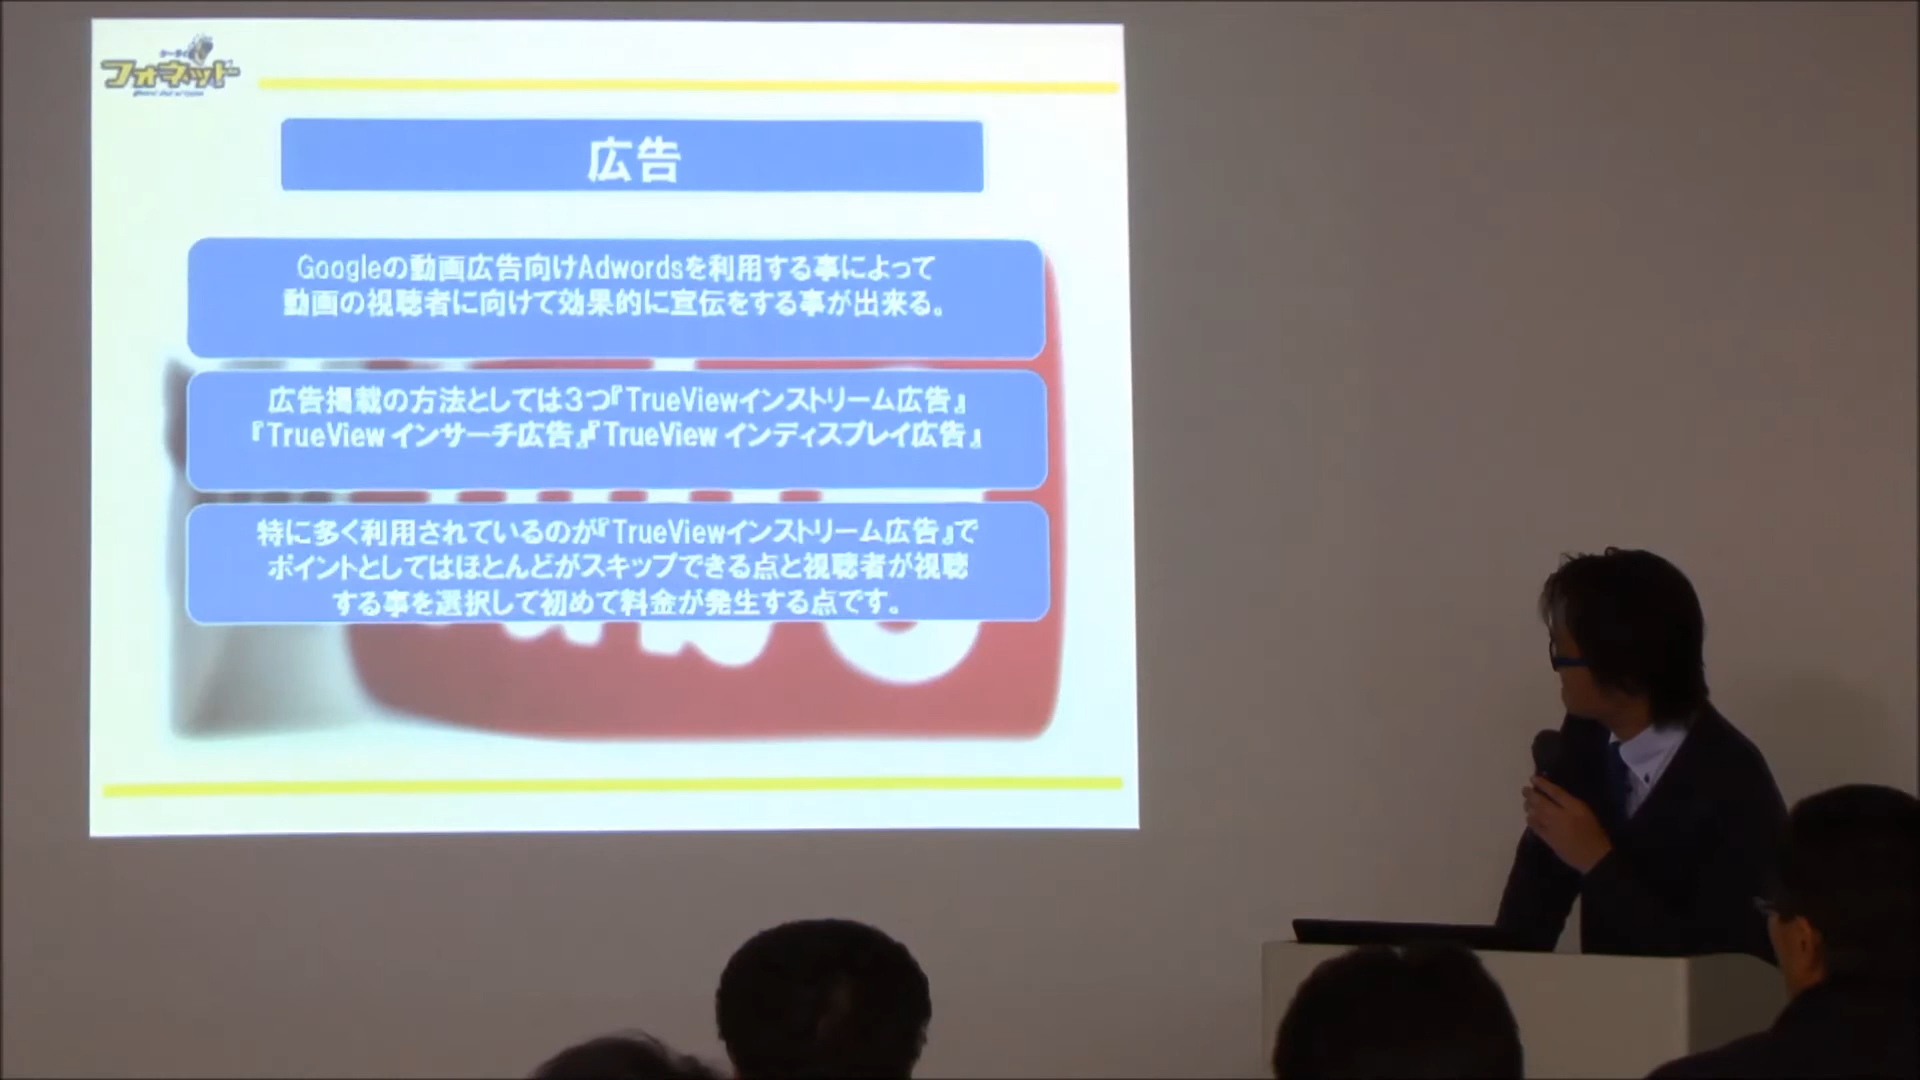 ケータイ
フォネット
広告
Googleの動画広告向けAdwordsを利用する事によって
動画の視聴者に向けて効果的に宣伝をする事が出来る。
広告掲載の方法としては3つ『TrueViewインストリーム広告』
『TrueView インサーチ広告』『TrueView インディスプレイ広告』
特に多く利用されているのが『TrueViewインストリーム広告』で
ポイントとしてはほとんどがスキップできる点と視聴者が視聴
する事を選択して初めて料金が発生する点です。